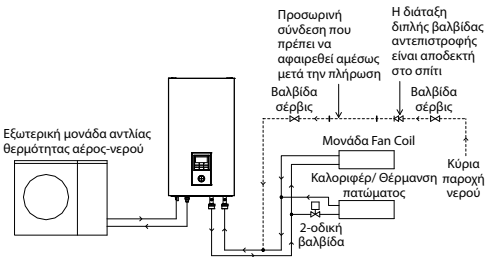 Προσωρινή
σύνδεση που
πρέπει να
αφαιρεθεί αμέσως
μετά την πλήρωση
Η διάταξη
διπλής βαλβίδας
αντεπιστροφής
είναι αποδεκτή
στο σπίτι
Βαλβίδα
σέρβις
Βαλβίδα
σέρβις
Εξωτερική μονάδα αντλίας
θερμότητας αέρος-νερού
Μονάδα Fan Coil
Καλοριφέρ/ Θέρμανση
πατώματος
Κύρια
παροχή
νερού
2-οδική
βαλβίδα